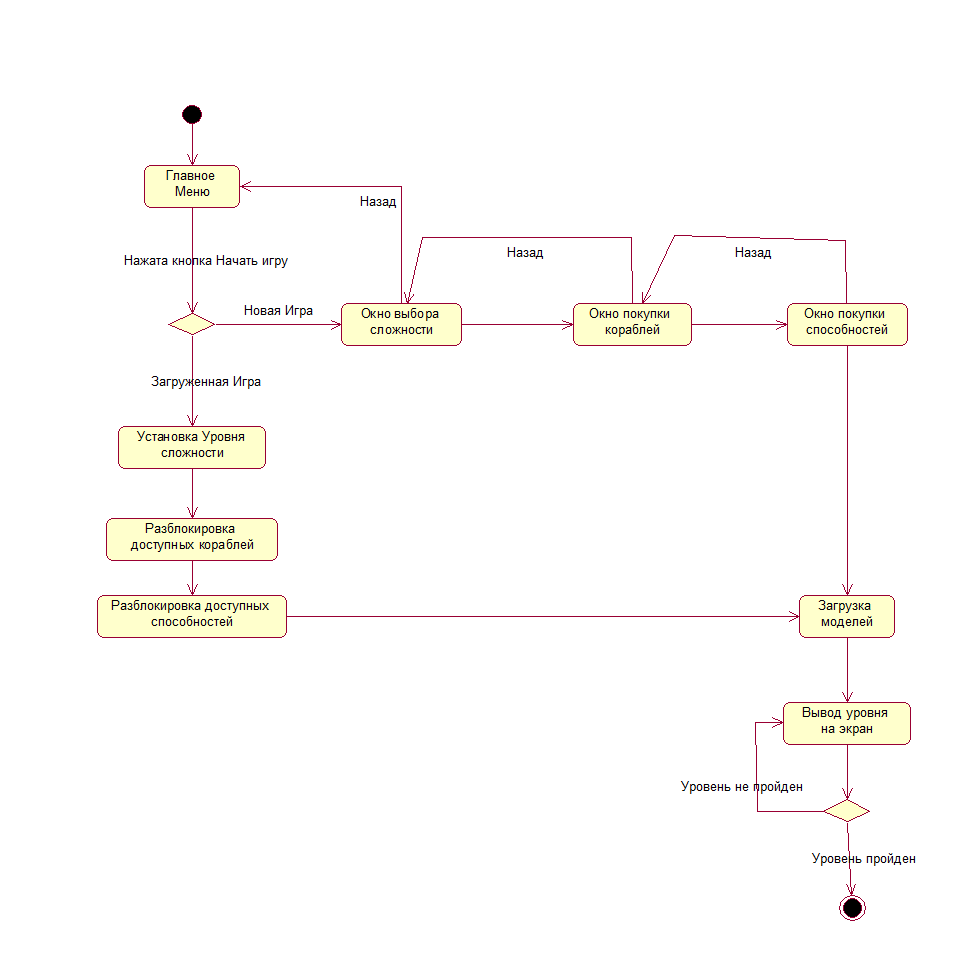 Главное
Меню
Назад
Нажата кнопка Начать игру
Назад
Назад
Новая Игра
Окно выбора
сложности
Окно покупки
кораблей
Окно покупки
способностей
Загруженная Игра
Установка Уровня
сложности
Разблокировка
доступных кораблей
Разблокировка доступных
способностей
Загрузка
моделей
Вывод уровня
на экран
Уровень не пройден
Уровень пройден